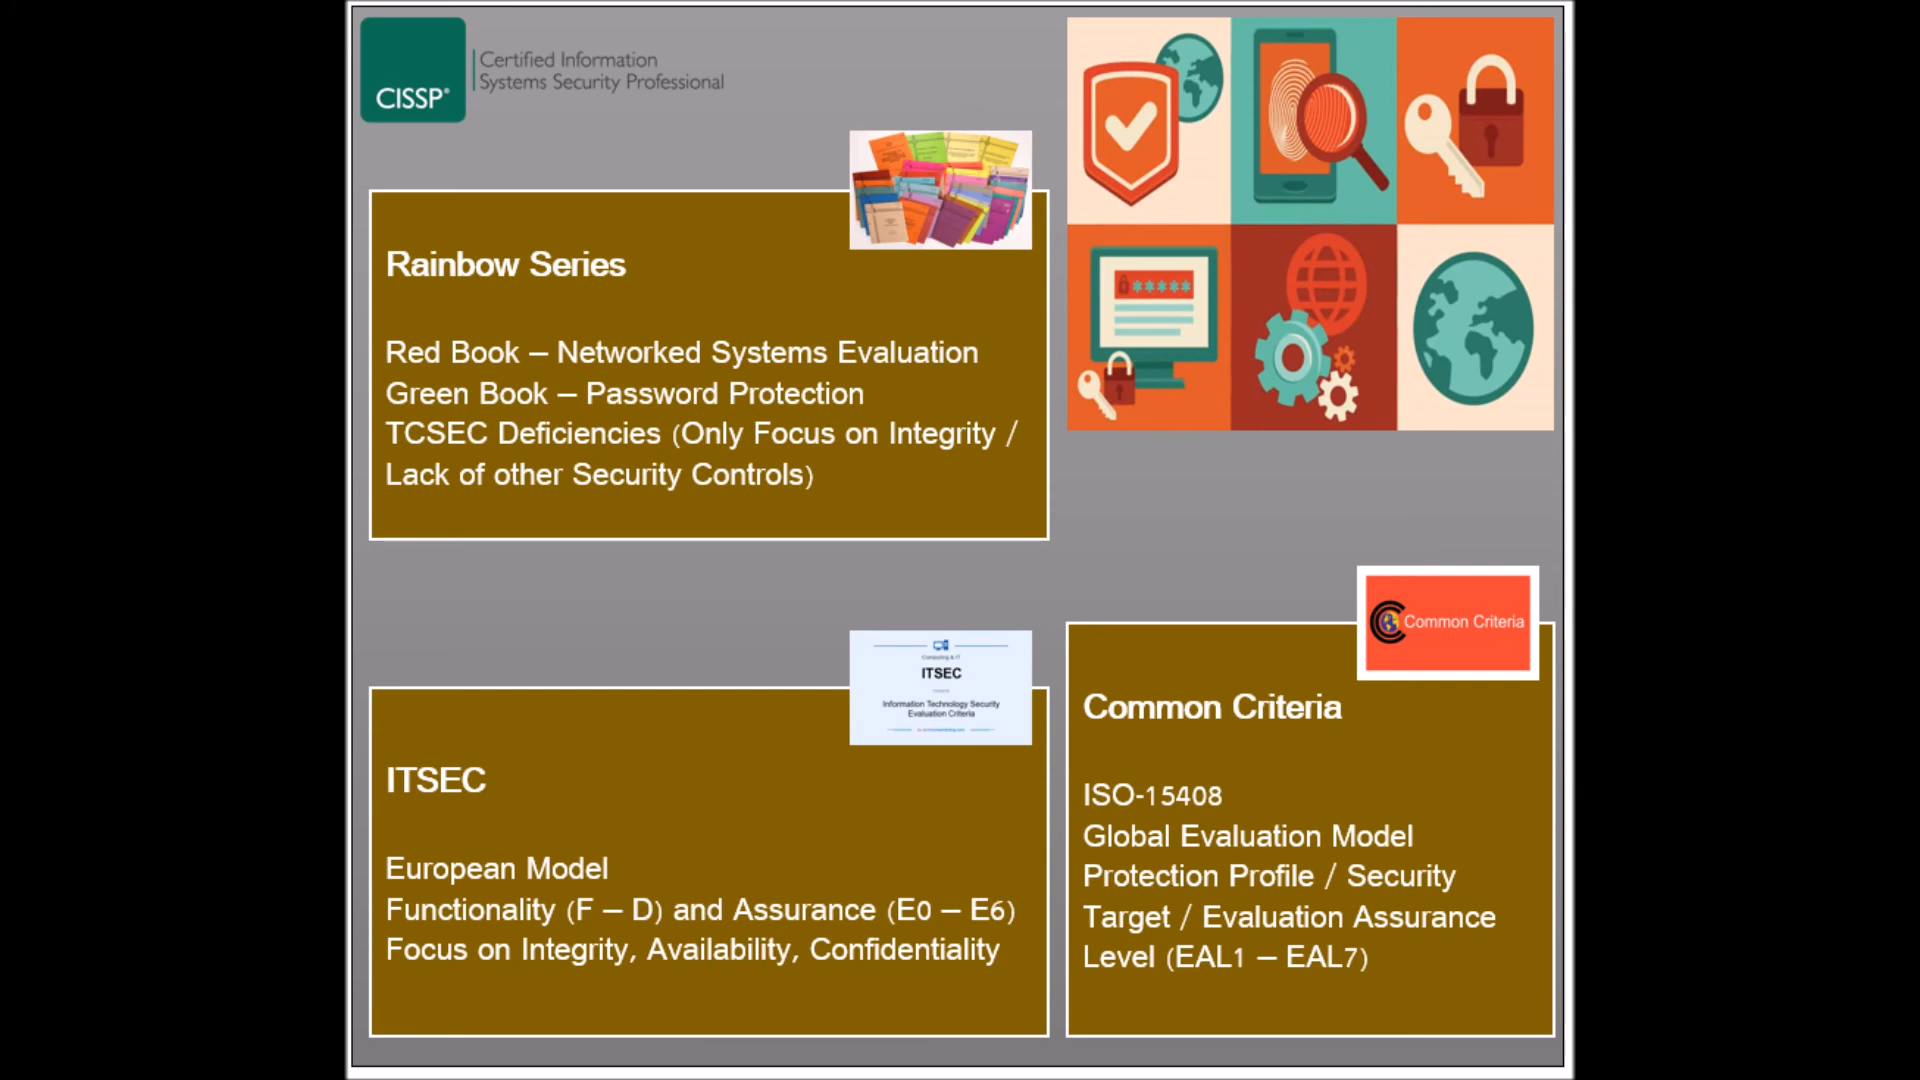 CISSP®
Certified Information
Systems Security Professional
Rainbow Series
Red Book – Networked Systems Evaluation
Green Book – Password Protection
TCSEC Deficiencies (Only Focus on Integrity /
Lack of other Security Controls)
Computing & IT
ITSEC
Information Technology Security
Evaluation Criteria
ITSEC
European Model
Functionality (F – D) and Assurance (E0 – E6)
Focus on Integrity, Availability, Confidentiality
Common Criteria
Common Criteria
ISO-15408
Global Evaluation Model
Protection Profile / Security
Target / Evaluation Assurance
Level (EAL1 – EAL7)